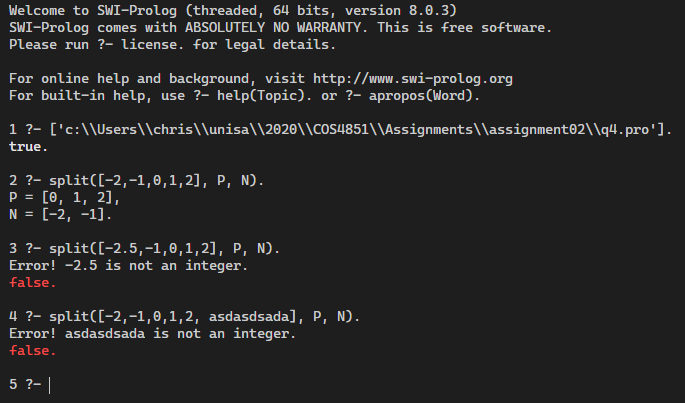 Welcome to SWI-Prolog (threaded, 64 bits, version 8.0.3)
SWI-Prolog comes with ABSOLUTELY NO WARRANTY. This is free software.
Please run ?- license. for legal details.

For online help and background, visit http://www.swi-prolog.org
For built-in help, use ?- help(Topic). or ?- apropos(Word).

1 ?- ['c:\\Users\\chris\\unisa\\2020\\COS4851\\Assignments\\assignment02\\q4.pro'].
true.

2 ?- split([-2,-1,0,1,2], P, N).
P = [0, 1, 2],
N = [-2, -1].

3 ?- split([-2.5,-1,0,1,2], P, N).
Error! -2.5 is not an integer.
false.

4 ?- split([-2,-1,0,1,2, asdasdsada], P, N).
Error! asdasdsada is not an integer.
false.

5 ?-